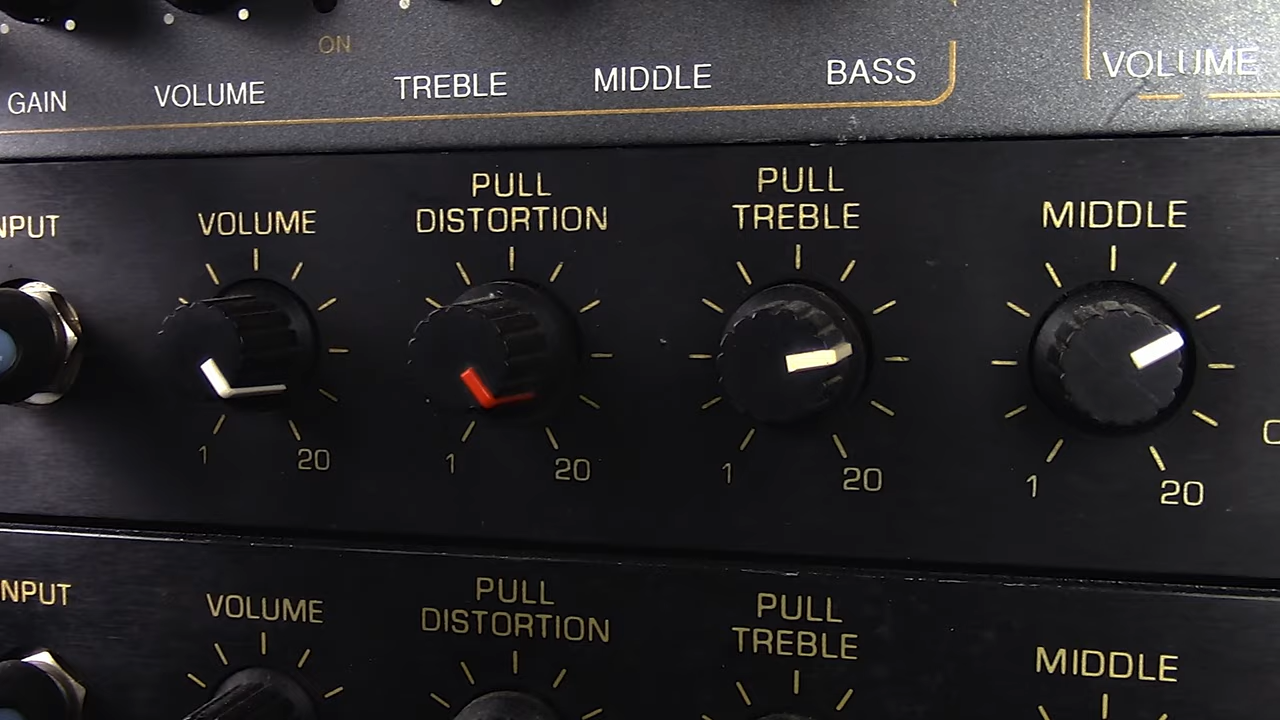 ON
GAIN VOLUME TREBLE MIDDLE BASS VOLUME
NPUT VOLUME PULL DISTORTION PULL TREBLE MIDDLE
1 20 1 20 1 20 1 20
INPUT VOLUME PULL DISTORTION PULL TREBLE MIDDLE